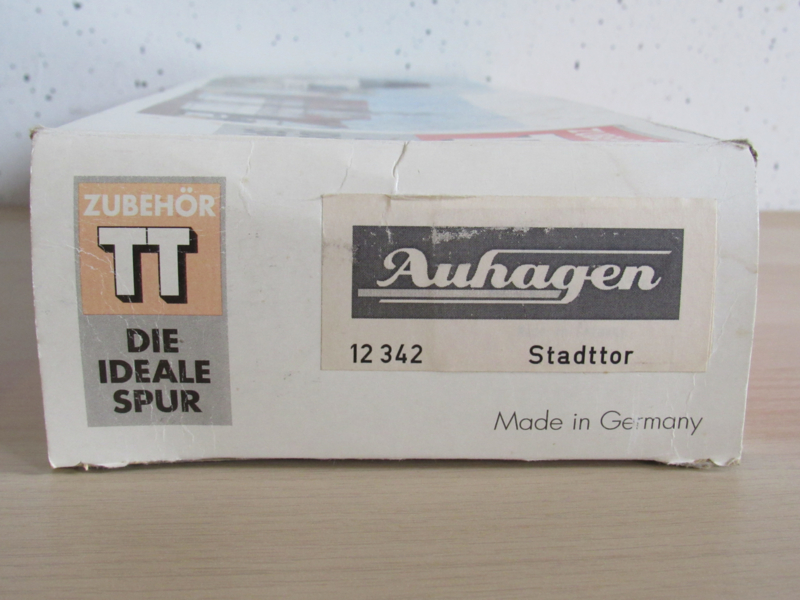 ZUBEHÖR
TT
DIE
IDEALE
SPUR
Auhagen
12 342 Stadttor
Made in Germany